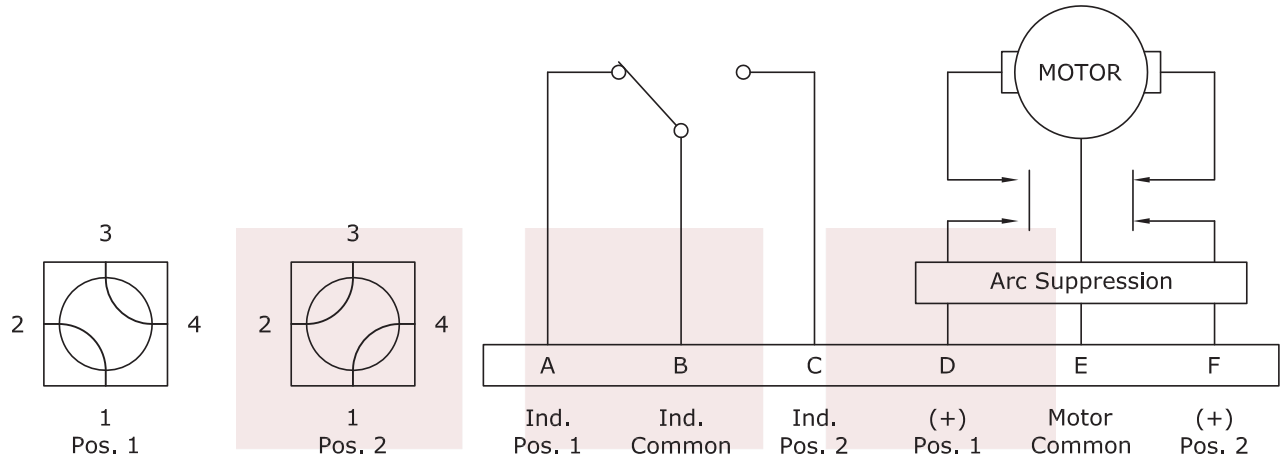 MOTOR
3
3
2
4
2
4
Arc Suppression
A B C D E F
1
1
Pos. 1
Pos. 2
Ind.
Pos. 1
Ind.
Common
Ind.
Pos. 2
(+)
Pos. 1
Motor
Common
(+)
Pos. 2